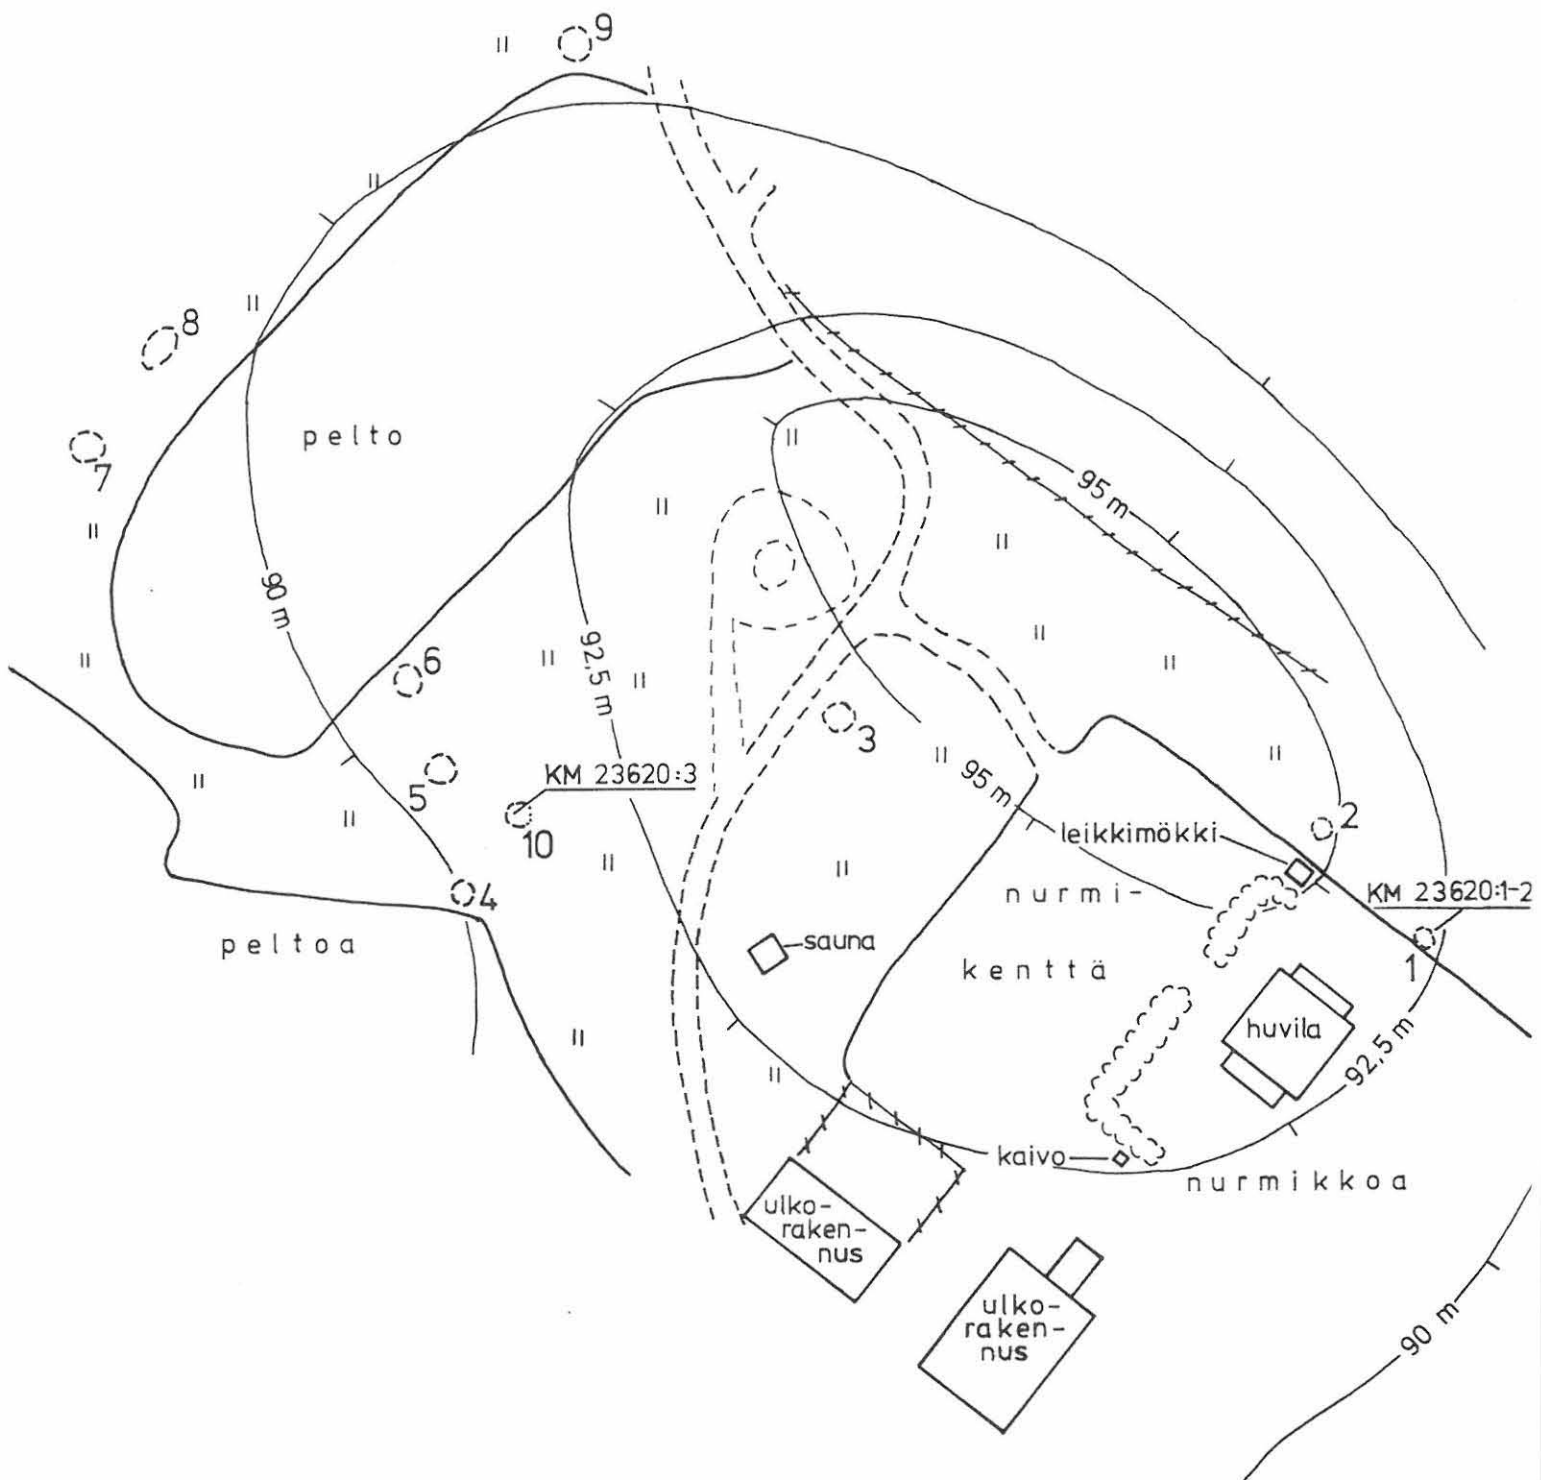 9
8
pelto
7
95 m
90 m
6
92,5 m
3
KM 23620:3
5
10
95 m
2
leikkimökki
4
nurmi-
KM 23620:1-2
peltoa
sauna
kenttä
1
huvila
92,5 m
kaivo
nurmikkoa
ulko-
raken-
nus
ulko-
raken-
nus
90 m